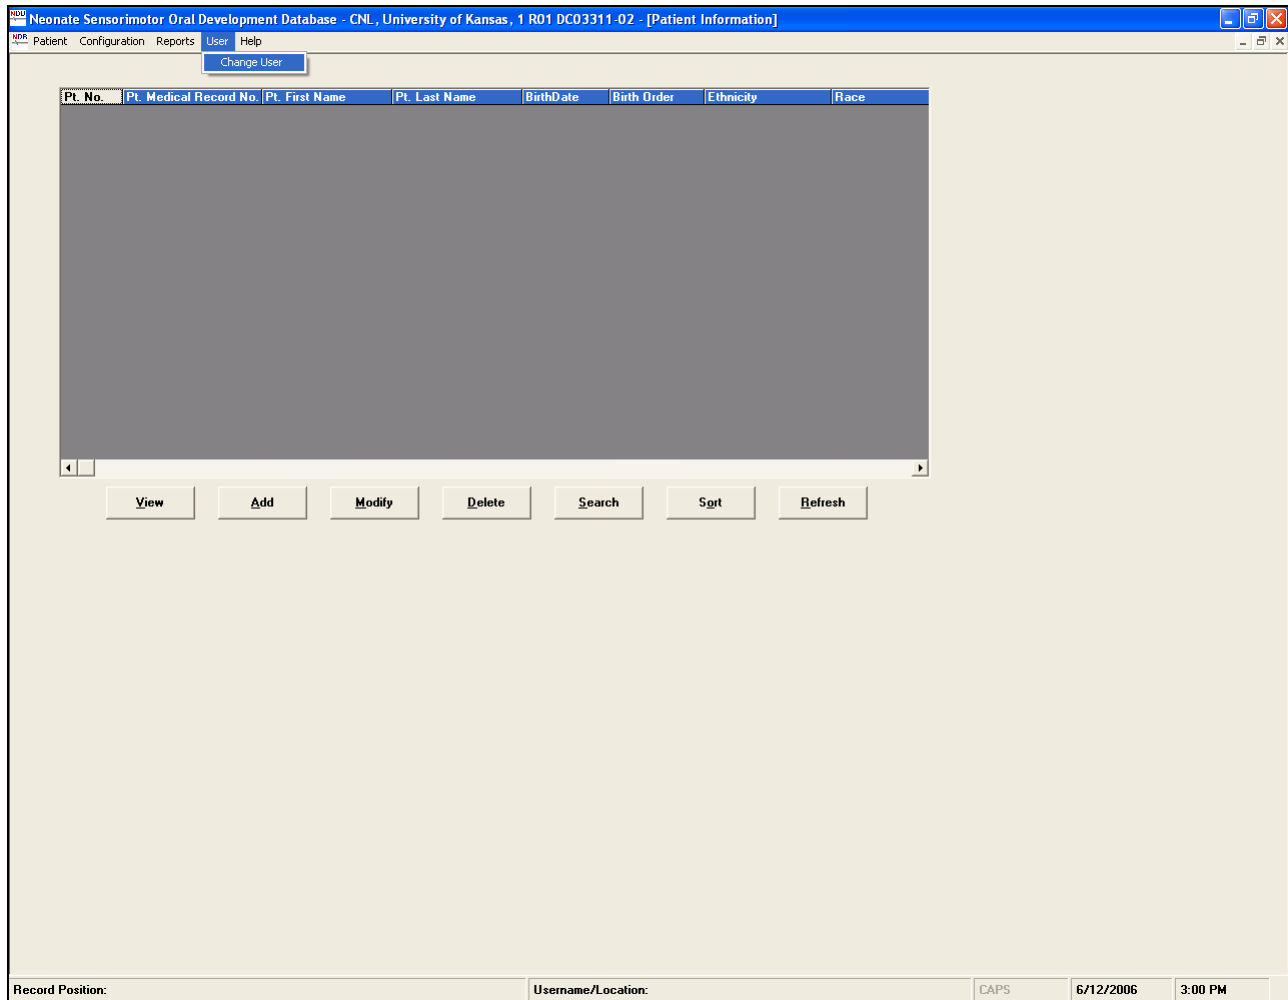 NDU Neonate Sensorimotor Oral Development Database - CNL, University of Kansas, 1 R01 DC03311-02 - [Patient Information]
NDR Patient Configuration Reports User Help
Change User
Pt. No. Pt. Medical Record No. Pt. First Name Pt. Last Name BirthDate Birth Order Ethnicity Race
View Add Modify Delete Search Sort Refresh
Record Position: Username/Location: CAPS 6/12/2006 3:00 PM